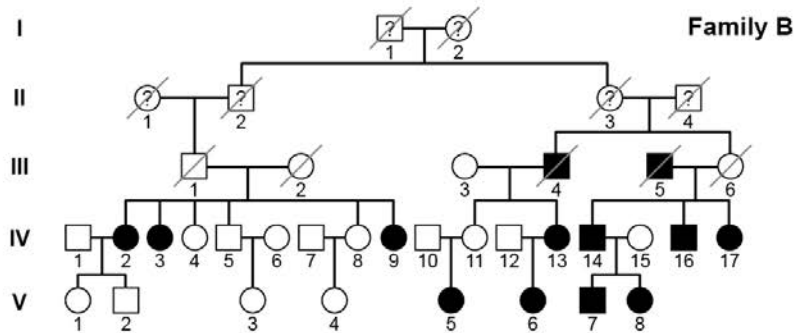 I Family B
? ?
1 2
II
? ? ? ?
1 2 3 4
III
1 2 3 4 5 6
IV
1 2 3 4 5 6 7 8 9 10 11 12 13 14 15 16 17
V
1 2 3 4 5 6 7 8